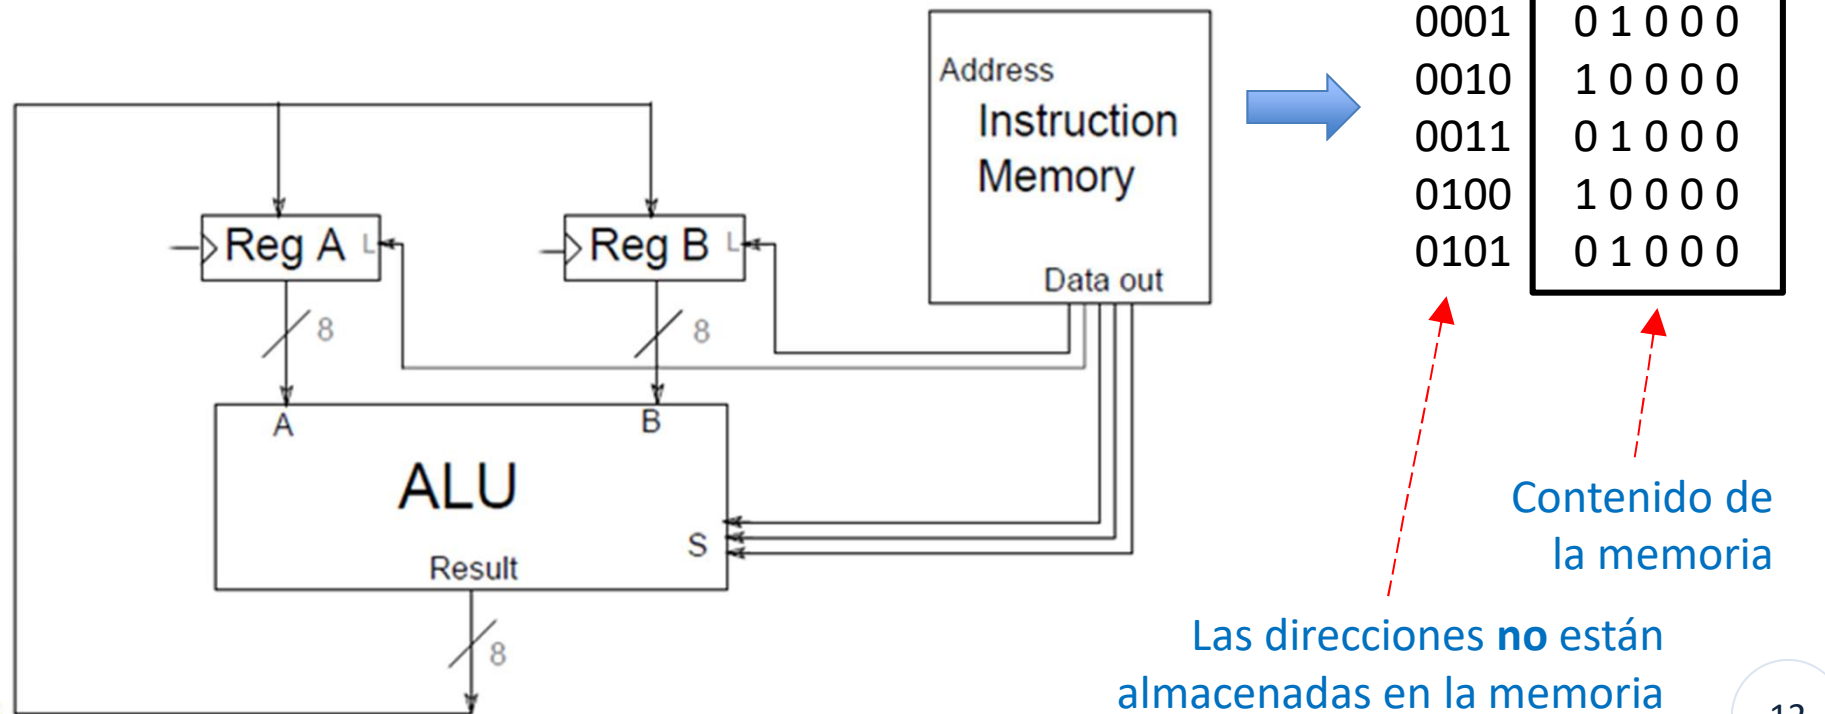 0001 0 1 0 0 0
Address
0010 1 0 0 0 0
Instruction
0011 0 1 0 0 0
Memory
0100 1 0 0 0 0
Reg A L
Reg B L
0101 0 1 0 0 0
Data out
8
8
A
B
ALU
Contenido de
la memoria
S
Result
8
Las direcciones no están
almacenadas en la memoria